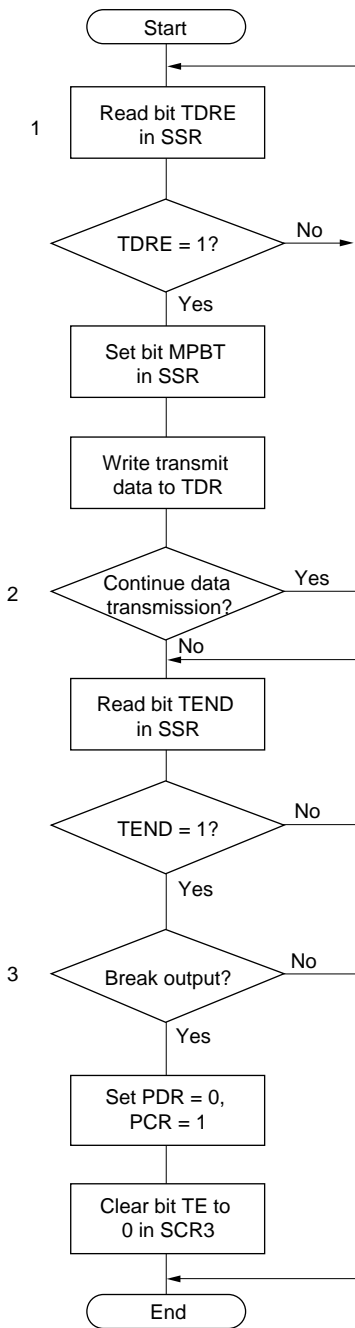 Start
1
Read bit TDRE
in SSR
TDRE = 1?
No
Yes
Set bit MPBT
in SSR
Write transmit
data to TDR
2
Continue data
transmission?
Yes
No
Read bit TEND
in SSR
TEND = 1?
No
Yes
3
Break output?
No
Yes
Set PDR = 0,
PCR = 1
Clear bit TE to
0 in SCR3
End